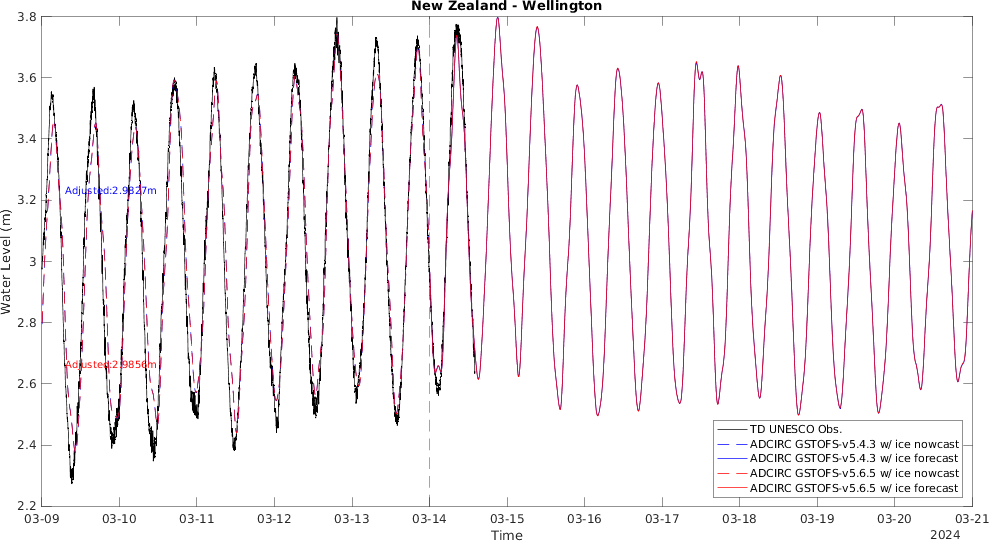 New Zealand - Wellington
3.8
3.6
3.4
3.2
3
2.8
2.6
2.4
2.2
Water Level (m)
Adjusted:2.9827m
Adjusted:2.9856m
TD UNESCO Obs.
ADCIRC GSTOFS-v5.4.3 w/ ice nowcast
ADCIRC GSTOFS-v5.4.3 w/ ice forecast
ADCIRC GSTOFS-v5.6.5 w/ ice nowcast
ADCIRC GSTOFS-v5.6.5 w/ ice forecast
03-09 03-10 03-11 03-12 03-13 03-14 03-15 03-16 03-17 03-18 03-19 03-20 03-21
Time
2024